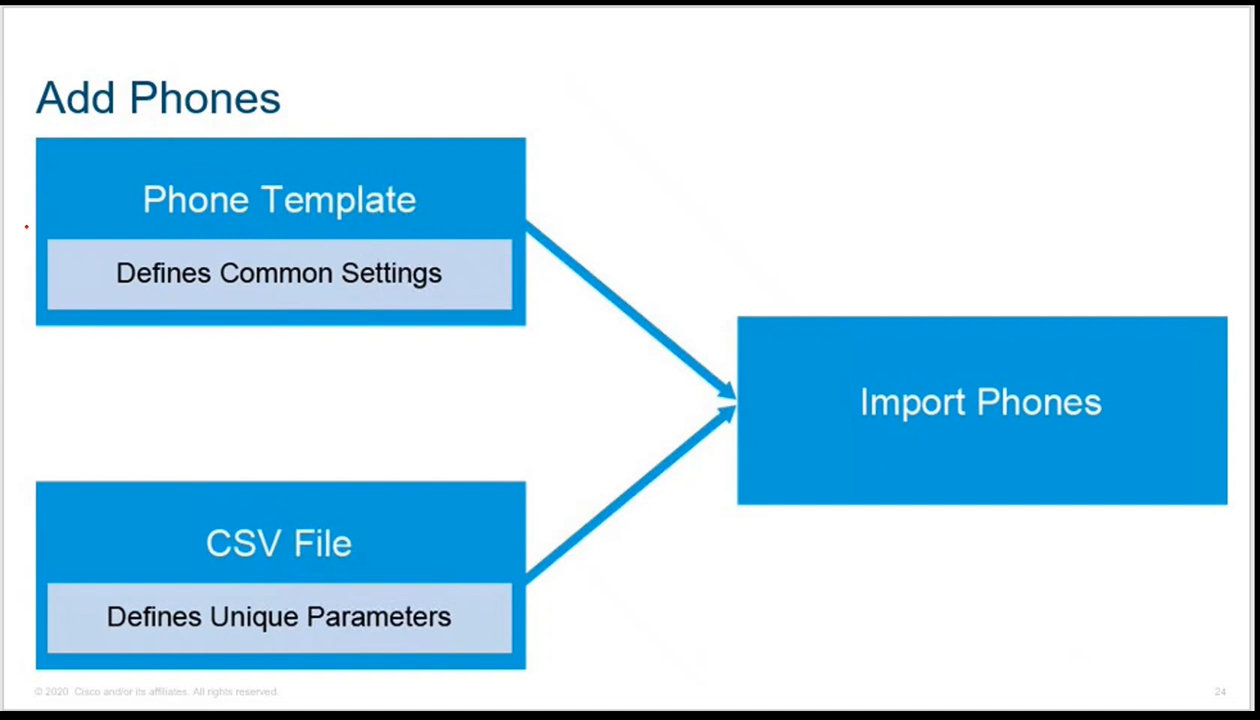 Add Phones
Phone Template
Defines Common Settings
Import Phones
CSV File
Defines Unique Parameters
© 2020 Cisco and/or its affiliates. All rights reserved.
24